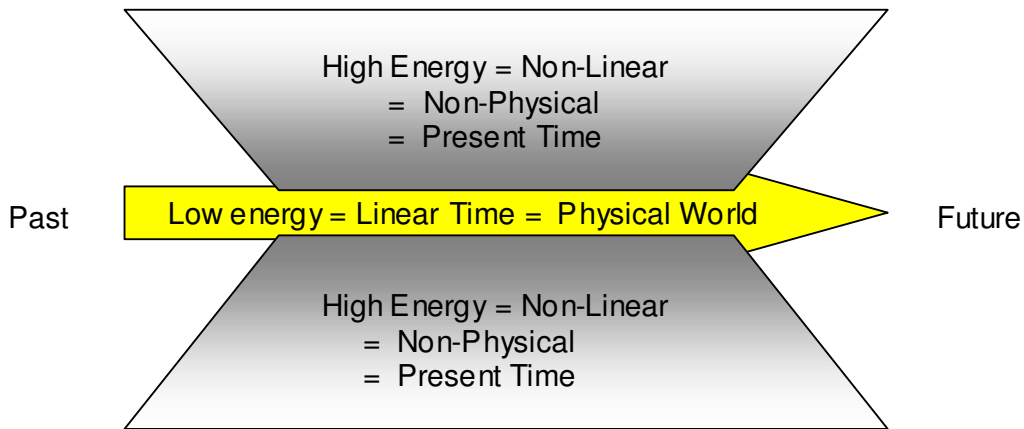 High Energy = Non-Linear
= Non-Physical
= Present Time
Past
Low energy = Linear Time = Physical World
Future
High Energy = Non-Linear
= Non-Physical
= Present Time